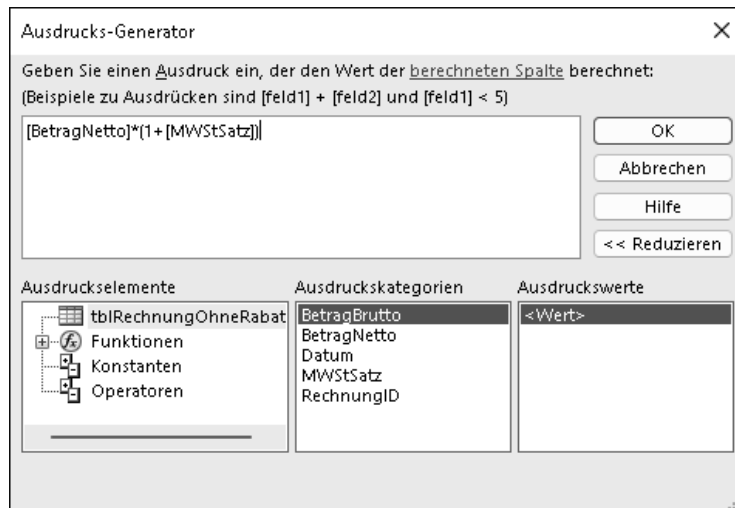 Ausdrucks-Generator
Geben Sie einen Ausdruck ein, der den Wert der berechneten Spalte berechnet:
(Beispiele zu Ausdrücken sind [feld1] + [feld2] und [feld1] < 5)
[BetragNetto]*(1+[MWStSatz])
OK
Abbrechen
Hilfe
<< Reduzieren
Ausdruckselemente
tblRechnungOhneRabat
Funktionen
Konstanten
Operatoren
Ausdruckskategorien
BetragBrutto
BetragNetto
Datum
MWStSatz
RechnungID
Ausdruckswerte
<Wert>